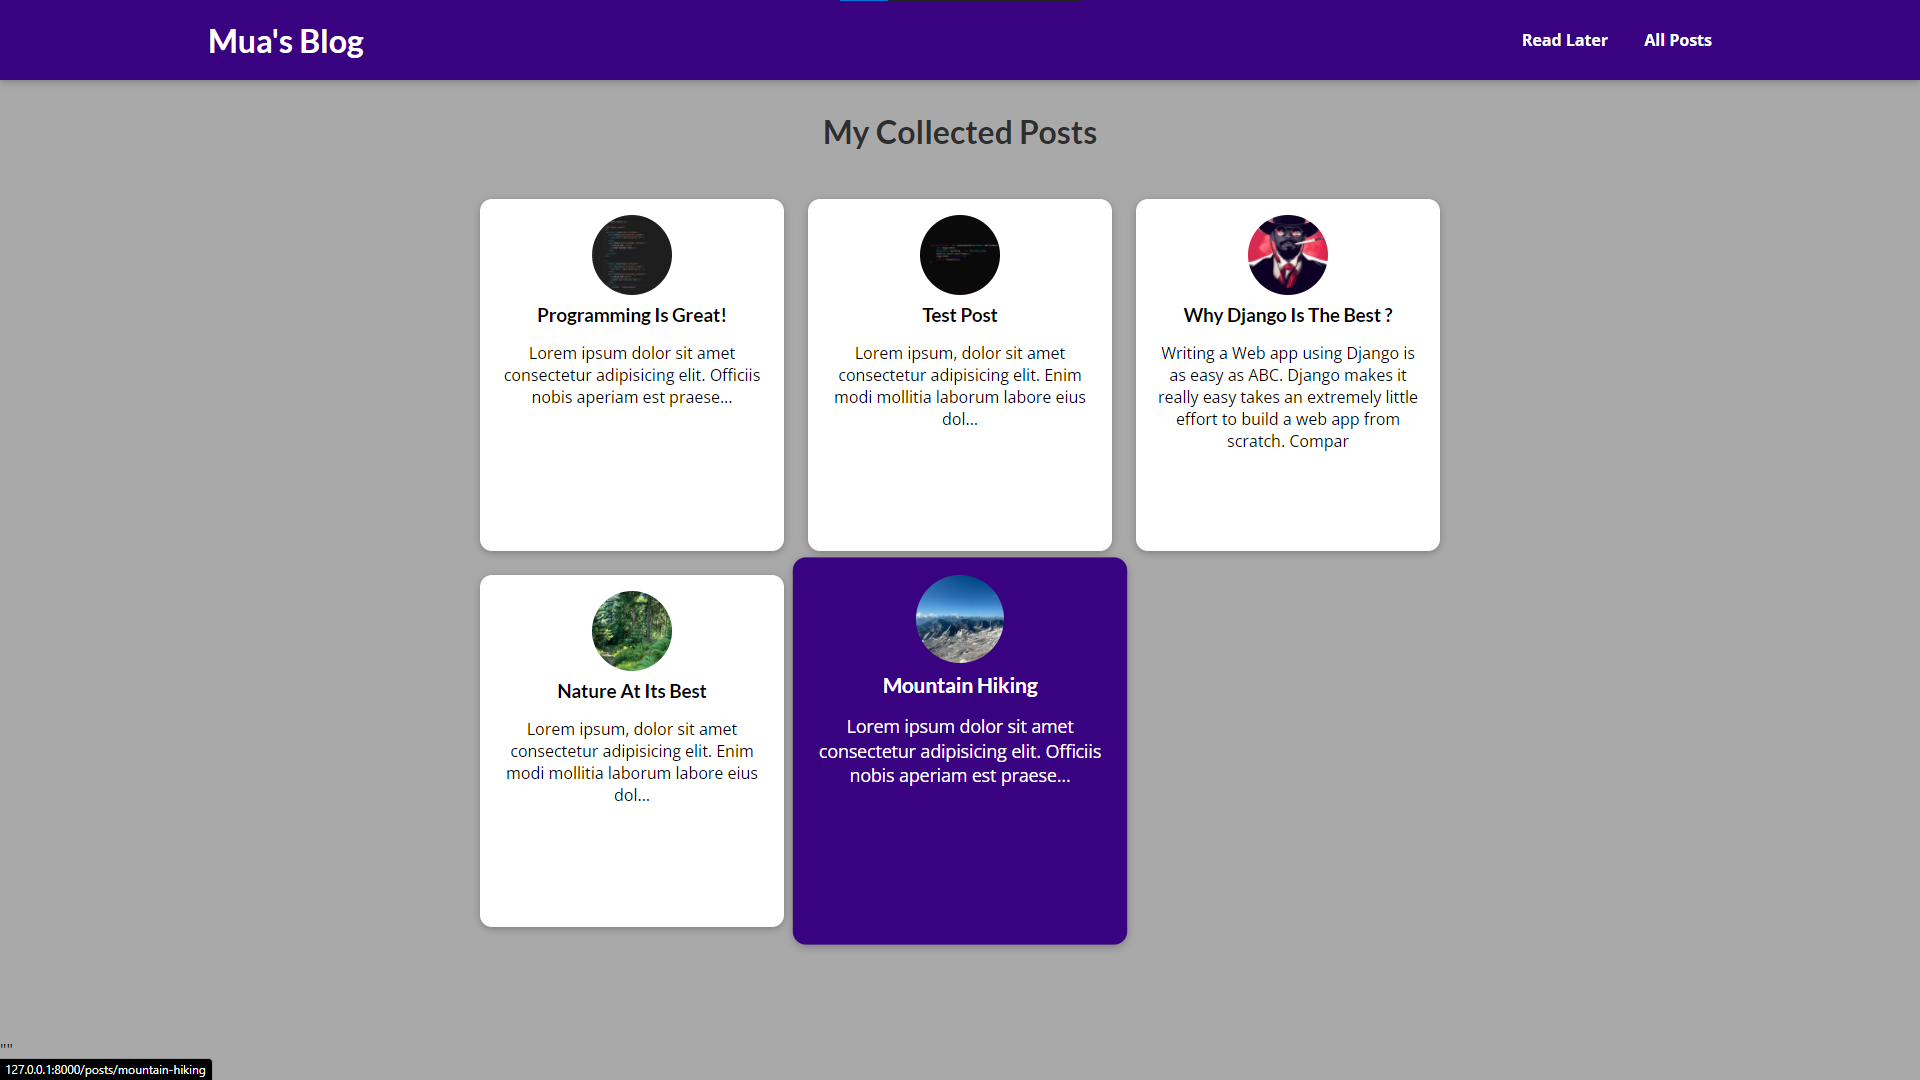 Mua's Blog
Read Later
All Posts
My Collected Posts
Programming Is Great!
Lorem ipsum dolor sit amet
consectetur adipisicing elit. Officiis
nobis aperiam est praese...
Test Post
Lorem ipsum, dolor sit amet
consectetur adipisicing elit. Enim
modi mollitia laborum labore eius
dol...
Why Django Is The Best ?
Writing a Web app using Django is
as easy as ABC. Django makes it
really easy takes an extremely little
effort to build a web app from
scratch. Compar
Nature At Its Best
Lorem ipsum, dolor sit amet
consectetur adipisicing elit. Enim
modi mollitia laborum labore eius
dol...
Mountain Hiking
Lorem ipsum dolor sit amet
consectetur adipisicing elit. Officiis
nobis aperiam est praese...
""
127.0.0.1:8000/posts/mountain-hiking